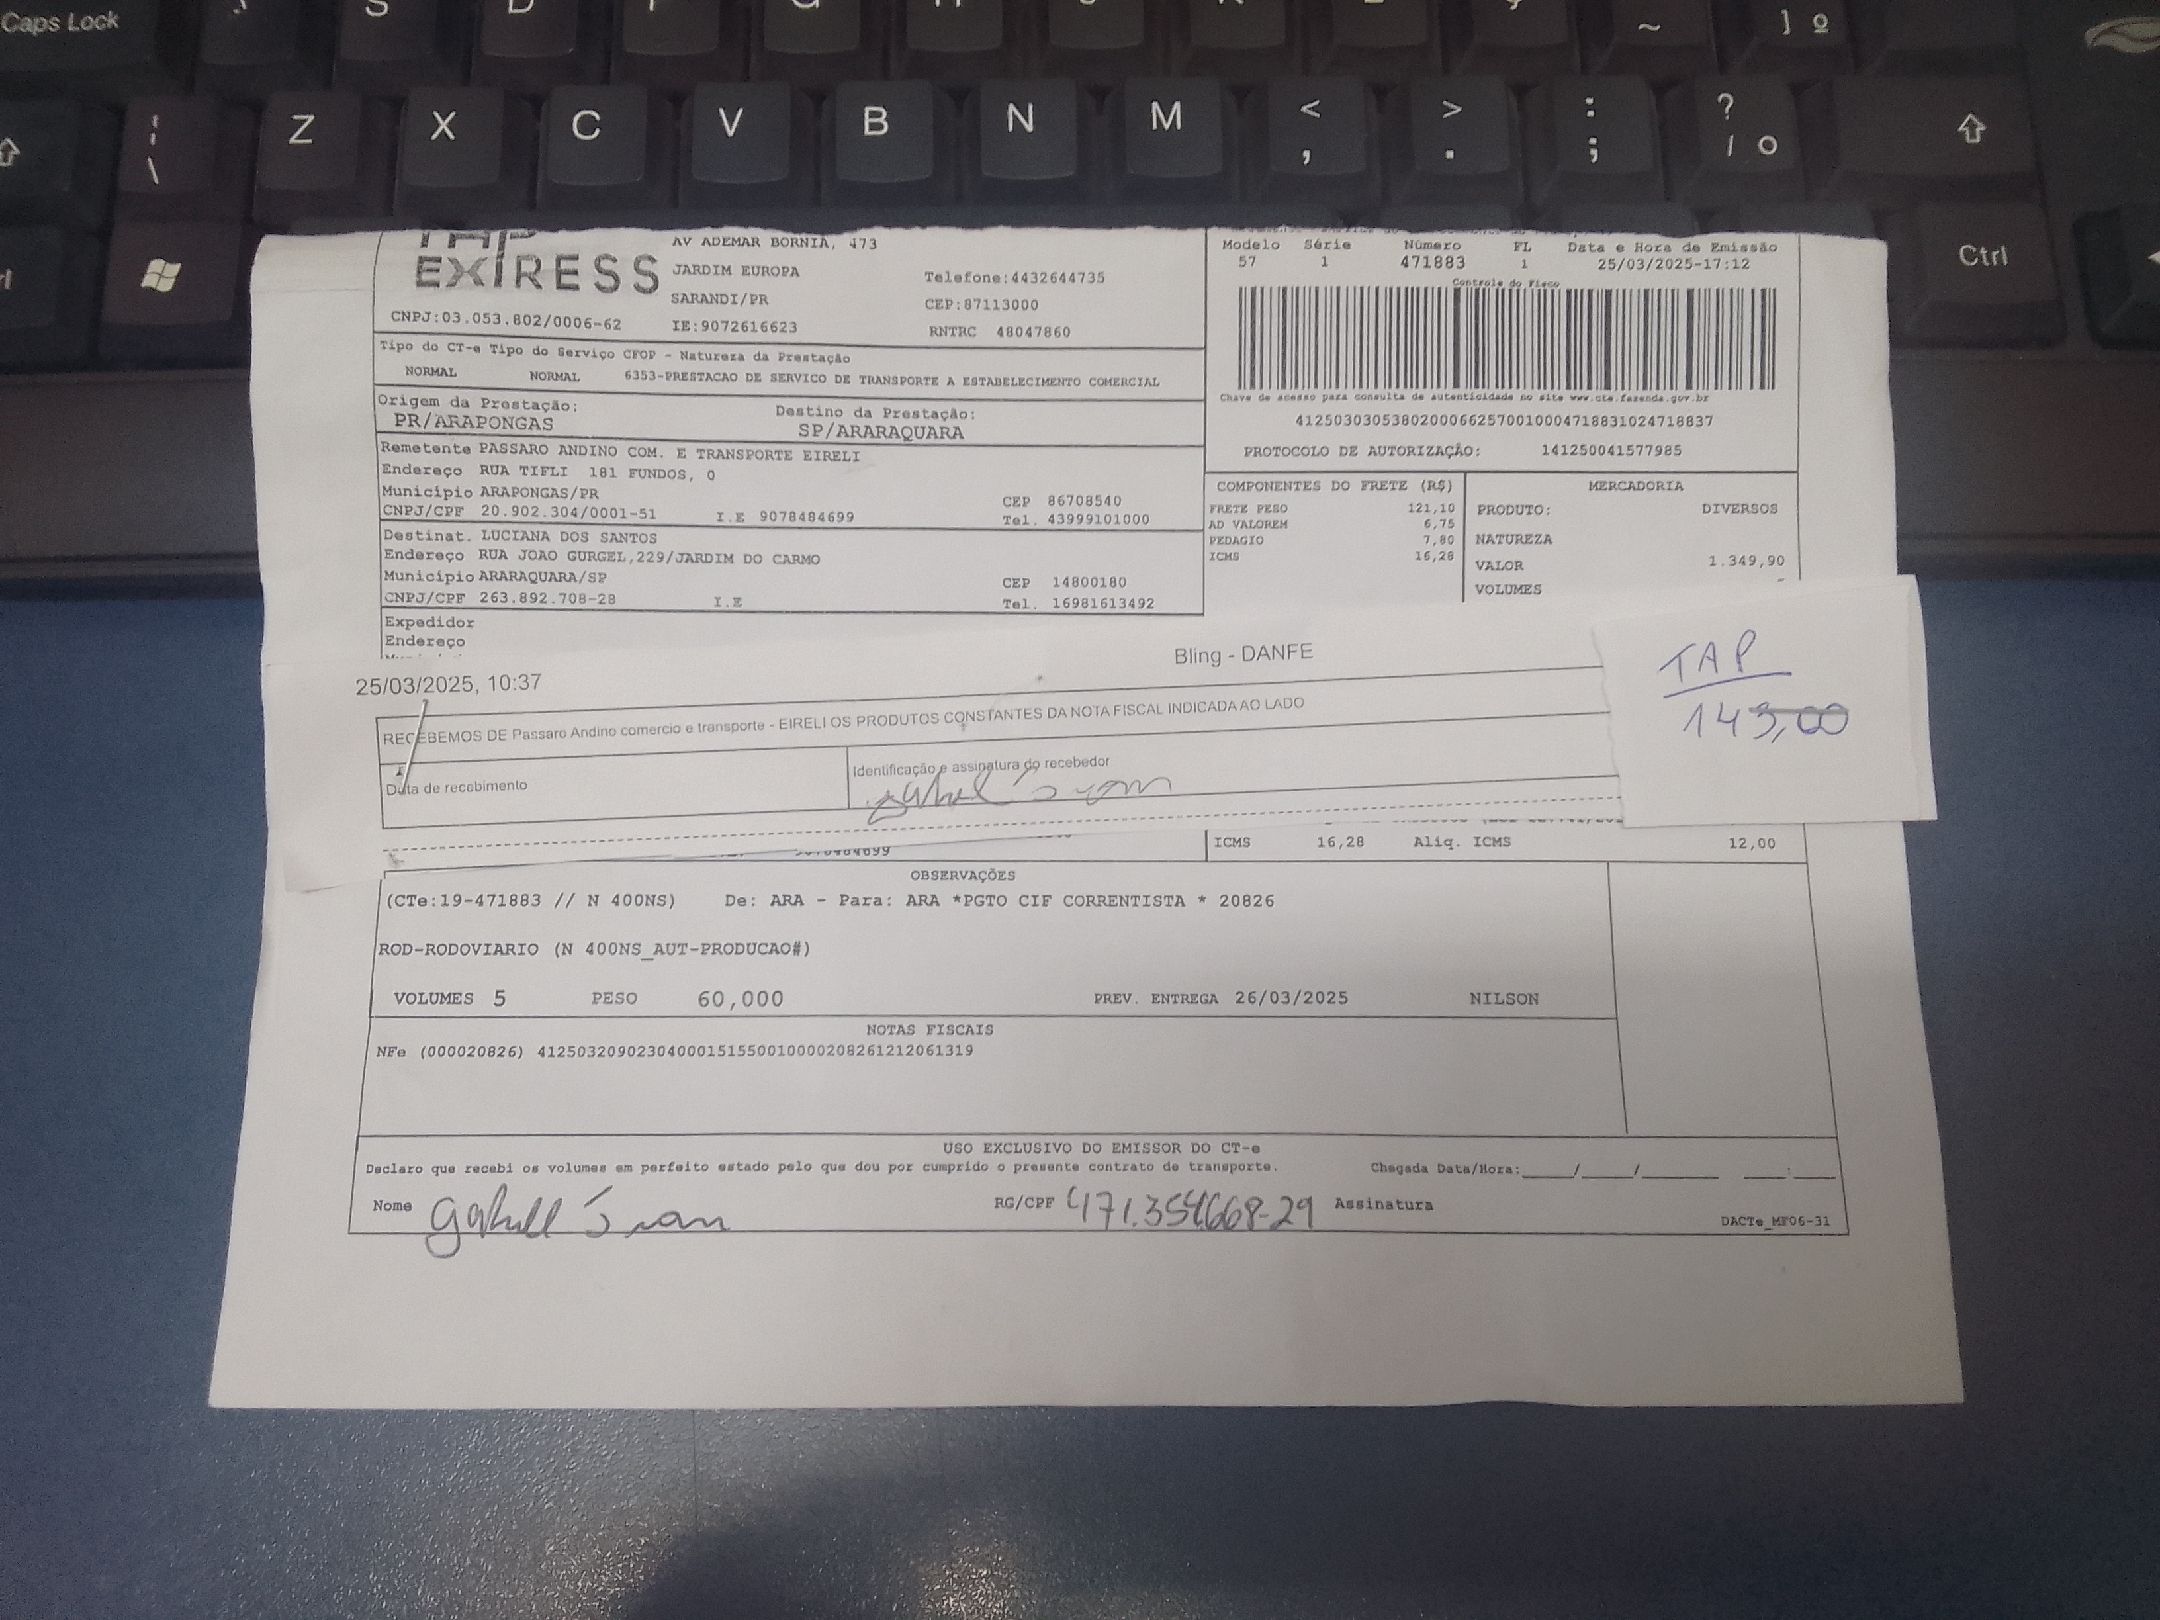 Caps Lock
S D F G H J K L Ç ~ ] º
| \ Z X C V B N M < , > . : ; ? / O
Ctrl
EXPRESS
AV ADEMAR BORNIA, 473
JARDIM EUROPA
SARANDI/PR
CNPJ:03.053.802/0006-62 IE:9072616623
Telefone:4432644735
CEP:87113000
RNTRC 48047860
Modelo Série Número FL Data e Hora de Emissão
57 1 471883 1 25/03/2025-17:12
Controle do Fisco
Chave de acesso para consulta de autenticidade no site www.cte.fazenda.gov.br
41250303053802000662570010004718831024718837
PROTOCOLO DE AUTORIZAÇÃO: 141250041577985
Tipo do CT-e Tipo do Serviço CFOP - Natureza da Prestação
NORMAL NORMAL 6353-PRESTACAO DE SERVICO DE TRANSPORTE A ESTABELECIMENTO COMERCIAL
Origem da Prestação: Destino da Prestação:
PR/ARAPONGAS SP/ARARAQUARA
Remetente PASSARO ANDINO COM. E TRANSPORTE EIRELI
Endereço RUA TIFLI 181 FUNDOS, 0
Município ARAPONGAS/PR CEP 86708540
CNPJ/CPF 20.902.304/0001-51 I.E 9078484699 Tel. 43999101000
Destinat. LUCIANA DOS SANTOS
Endereço RUA JOAO GURGEL,229/JARDIM DO CARMO
Município ARARAQUARA/SP CEP 14800180
CNPJ/CPF 263.892.708-28 I.E Tel. 16981613492
Expedidor
Endereço
COMPONENTES DO FRETE (R$)
FRETE PESO 121,10
AD VALOREM 6,75
PEDAGIO 7,80
ICMS 16,28
MERCADORIA
PRODUTO: DIVERSOS
NATUREZA
VALOR 1.349,90
VOLUMES
25/03/2025, 10:37 Bling - DANFE
RECEBEMOS DE Passaro Andino comercio e transporte - EIRELI OS PRODUTOS CONSTANTES DA NOTA FISCAL INDICADA AO LADO
Data de recebimento Identificação e assinatura do recebedor
TAP
143,00
9078484699 ICMS 16,28 Aliq. ICMS 12,00
OBSERVAÇÕES
(CTe:19-471883 // N 400NS) De: ARA - Para: ARA *PGTO CIF CORRENTISTA * 20826
ROD-RODOVIARIO (N 400NS_AUT-PRODUCAO#)
VOLUMES 5 PESO 60,000 PREV. ENTREGA 26/03/2025 NILSON
NOTAS FISCAIS
NFe (000020826) 41250320902304000151550010000208261212061319
USO EXCLUSIVO DO EMISSOR DO CT-e
Declaro que recebi os volumes em perfeito estado pelo que dou por cumprido o presente contrato de transporte. Chegada Data/Hora:____/____/______ ___:___
Nome RG/CPF 471.354.668-29 Assinatura
DACTe_MF06-31